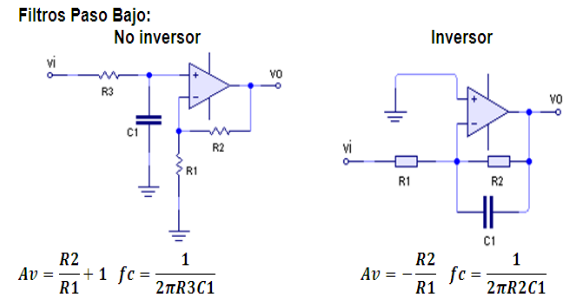 Filtros Paso Bajo:
No inversor
Inversor
vi
R3
C1
+
−
vo
R2
R1
+
−
vo
vi
R1
R2
C1
Av = R2/R1 + 1 fc = 1/2πR3C1
Av = − R2/R1 fc = 1/2πR2C1